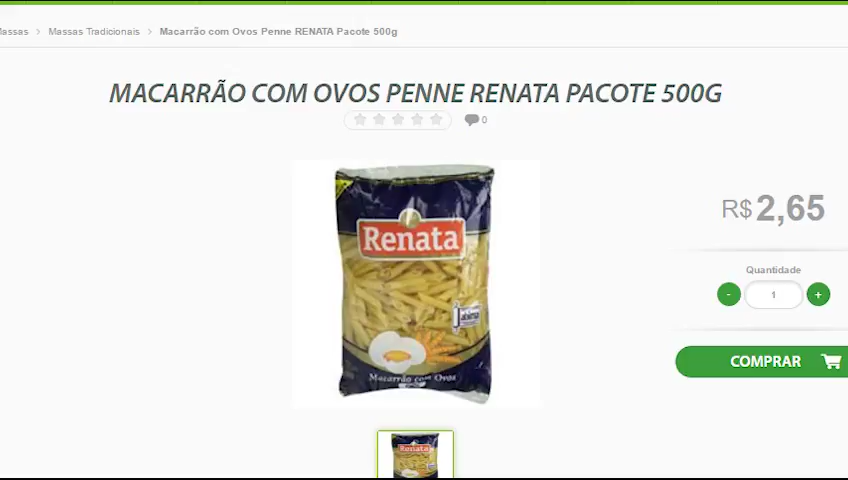 Massas > Massas Tradicionais > Macarrão com Ovos Penne RENATA Pacote 500g
MACARRÃO COM OVOS PENNE RENATA PACOTE 500G
0
R$ 2,65
Renata
Quantidade
- 1 +
Macarrão com Ovos
COMPRAR
Renata